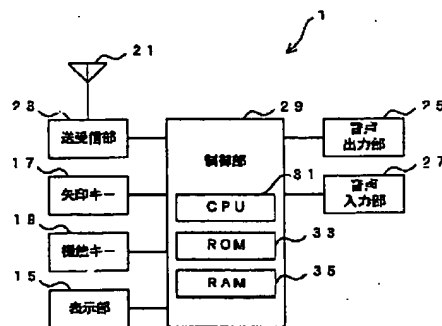 1
21
23
送受信部
29
制御部
25
音声
出力部
17
矢印キー
31
CPU
27
音声
入力部
19
機能キー
ROM
33
15
表示部
RAM
35